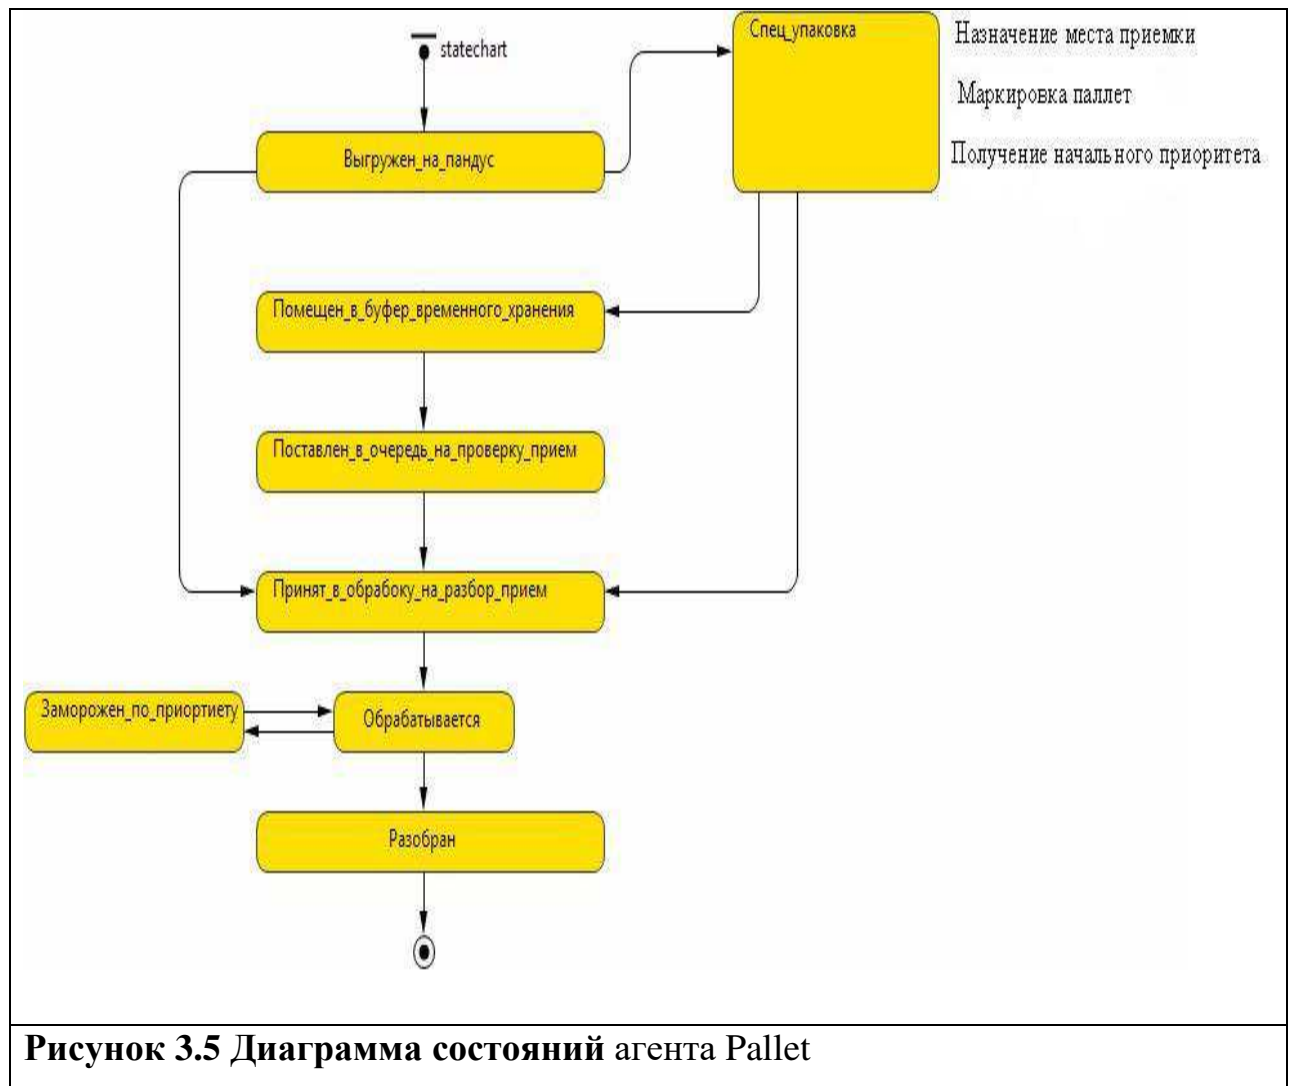 statechart
Спец_упаковка
Назначение места приемки
Маркировка паллет
Получение начального приоритета
Выгружен_на_пандус
Помещен_в_буфер_временного_хранения
Поставлен_в_очередь_на_проверку_прием
Принят_в_обрабоку_на_разбор_прием
Заморожен_по_приортиету
Обрабатывается
Разобран
Рисунок 3.5 Диаграмма состояний агента Pallet